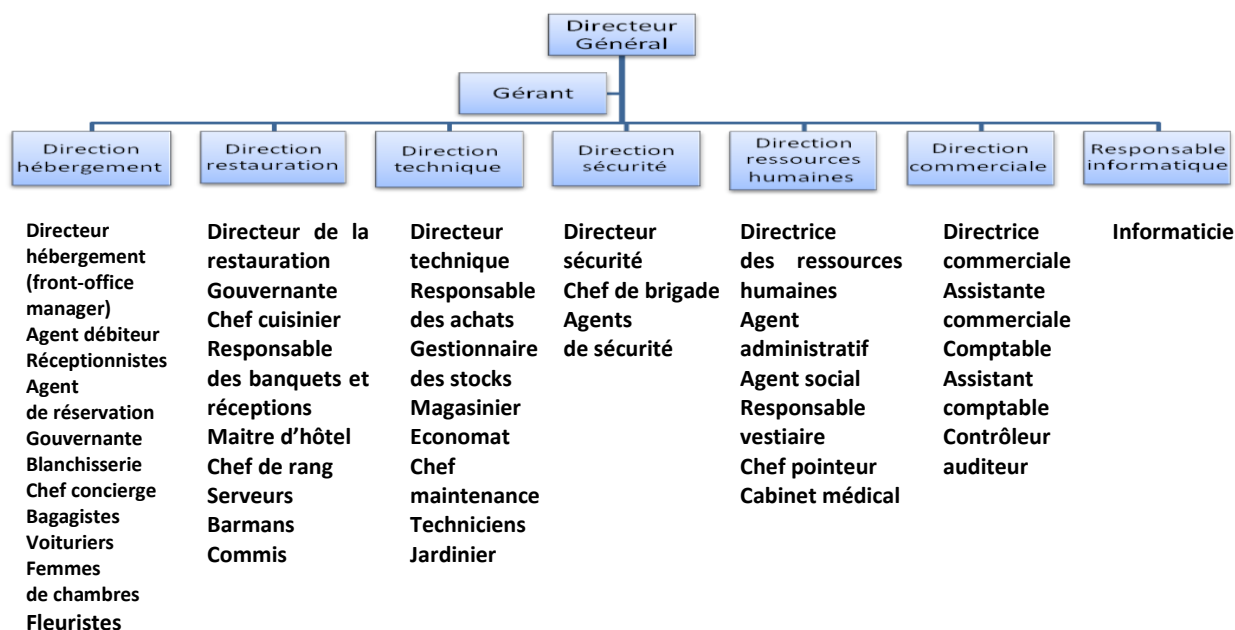 Directeur
Général
Gérant
Direction
hébergement
Direction
restauration
Direction
technique
Direction
sécurité
Direction
ressources
humaines
Direction
commerciale
Responsable
informatique
Directeur
hébergement
(front-office
manager)
Agent débiteur
Réceptionnistes
Agent
de réservation
Gouvernante
Blanchisserie
Chef concierge
Bagagistes
Voituriers
Femmes
de chambres
Fleuristes
Directeur de la
restauration
Gouvernante
Chef cuisinier
Responsable
des banquets et
réceptions
Maitre d’hôtel
Chef de rang
Serveurs
Barmans
Commis
Directeur
technique
Responsable
des achats
Gestionnaire
des stocks
Magasinier
Economat
Chef
maintenance
Techniciens
Jardinier
Directeur
sécurité
Chef de brigade
Agents
de sécurité
Directrice
des ressources
humaines
Agent
administratif
Agent social
Responsable
vestiaire
Chef pointeur
Cabinet médical
Directrice
commerciale
Assistante
commerciale
Comptable
Assistant
comptable
Contrôleur
auditeur
Informaticie